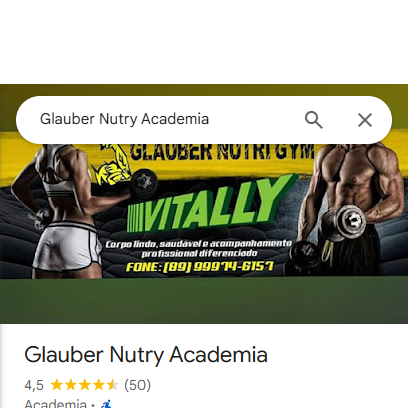 Glauber Nutry Academia
GLAUBER NUTRI GYM
VITALLY
Corpo lindo, saudável e acompanhamento
profissional diferenciado
FONE: (89) 99974-6157
Glauber Nutry Academia
4,5 (50)
Academia ·